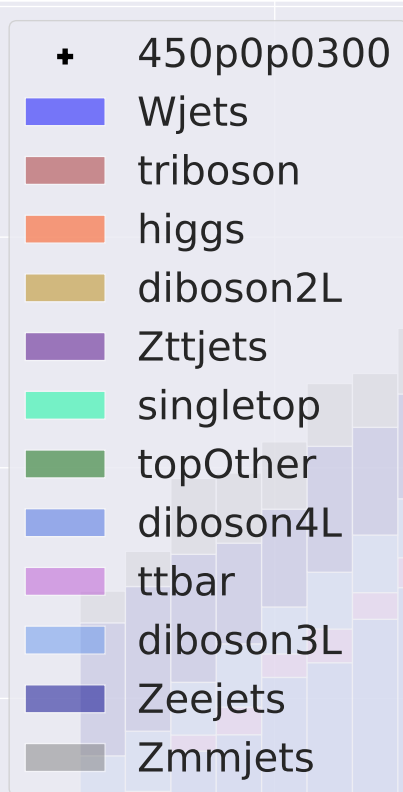 450p0p0300
Wjets
triboson
higgs
diboson2L
Zttjets
singletop
topOther
diboson4L
ttbar
diboson3L
Zeejets
Zmmjets